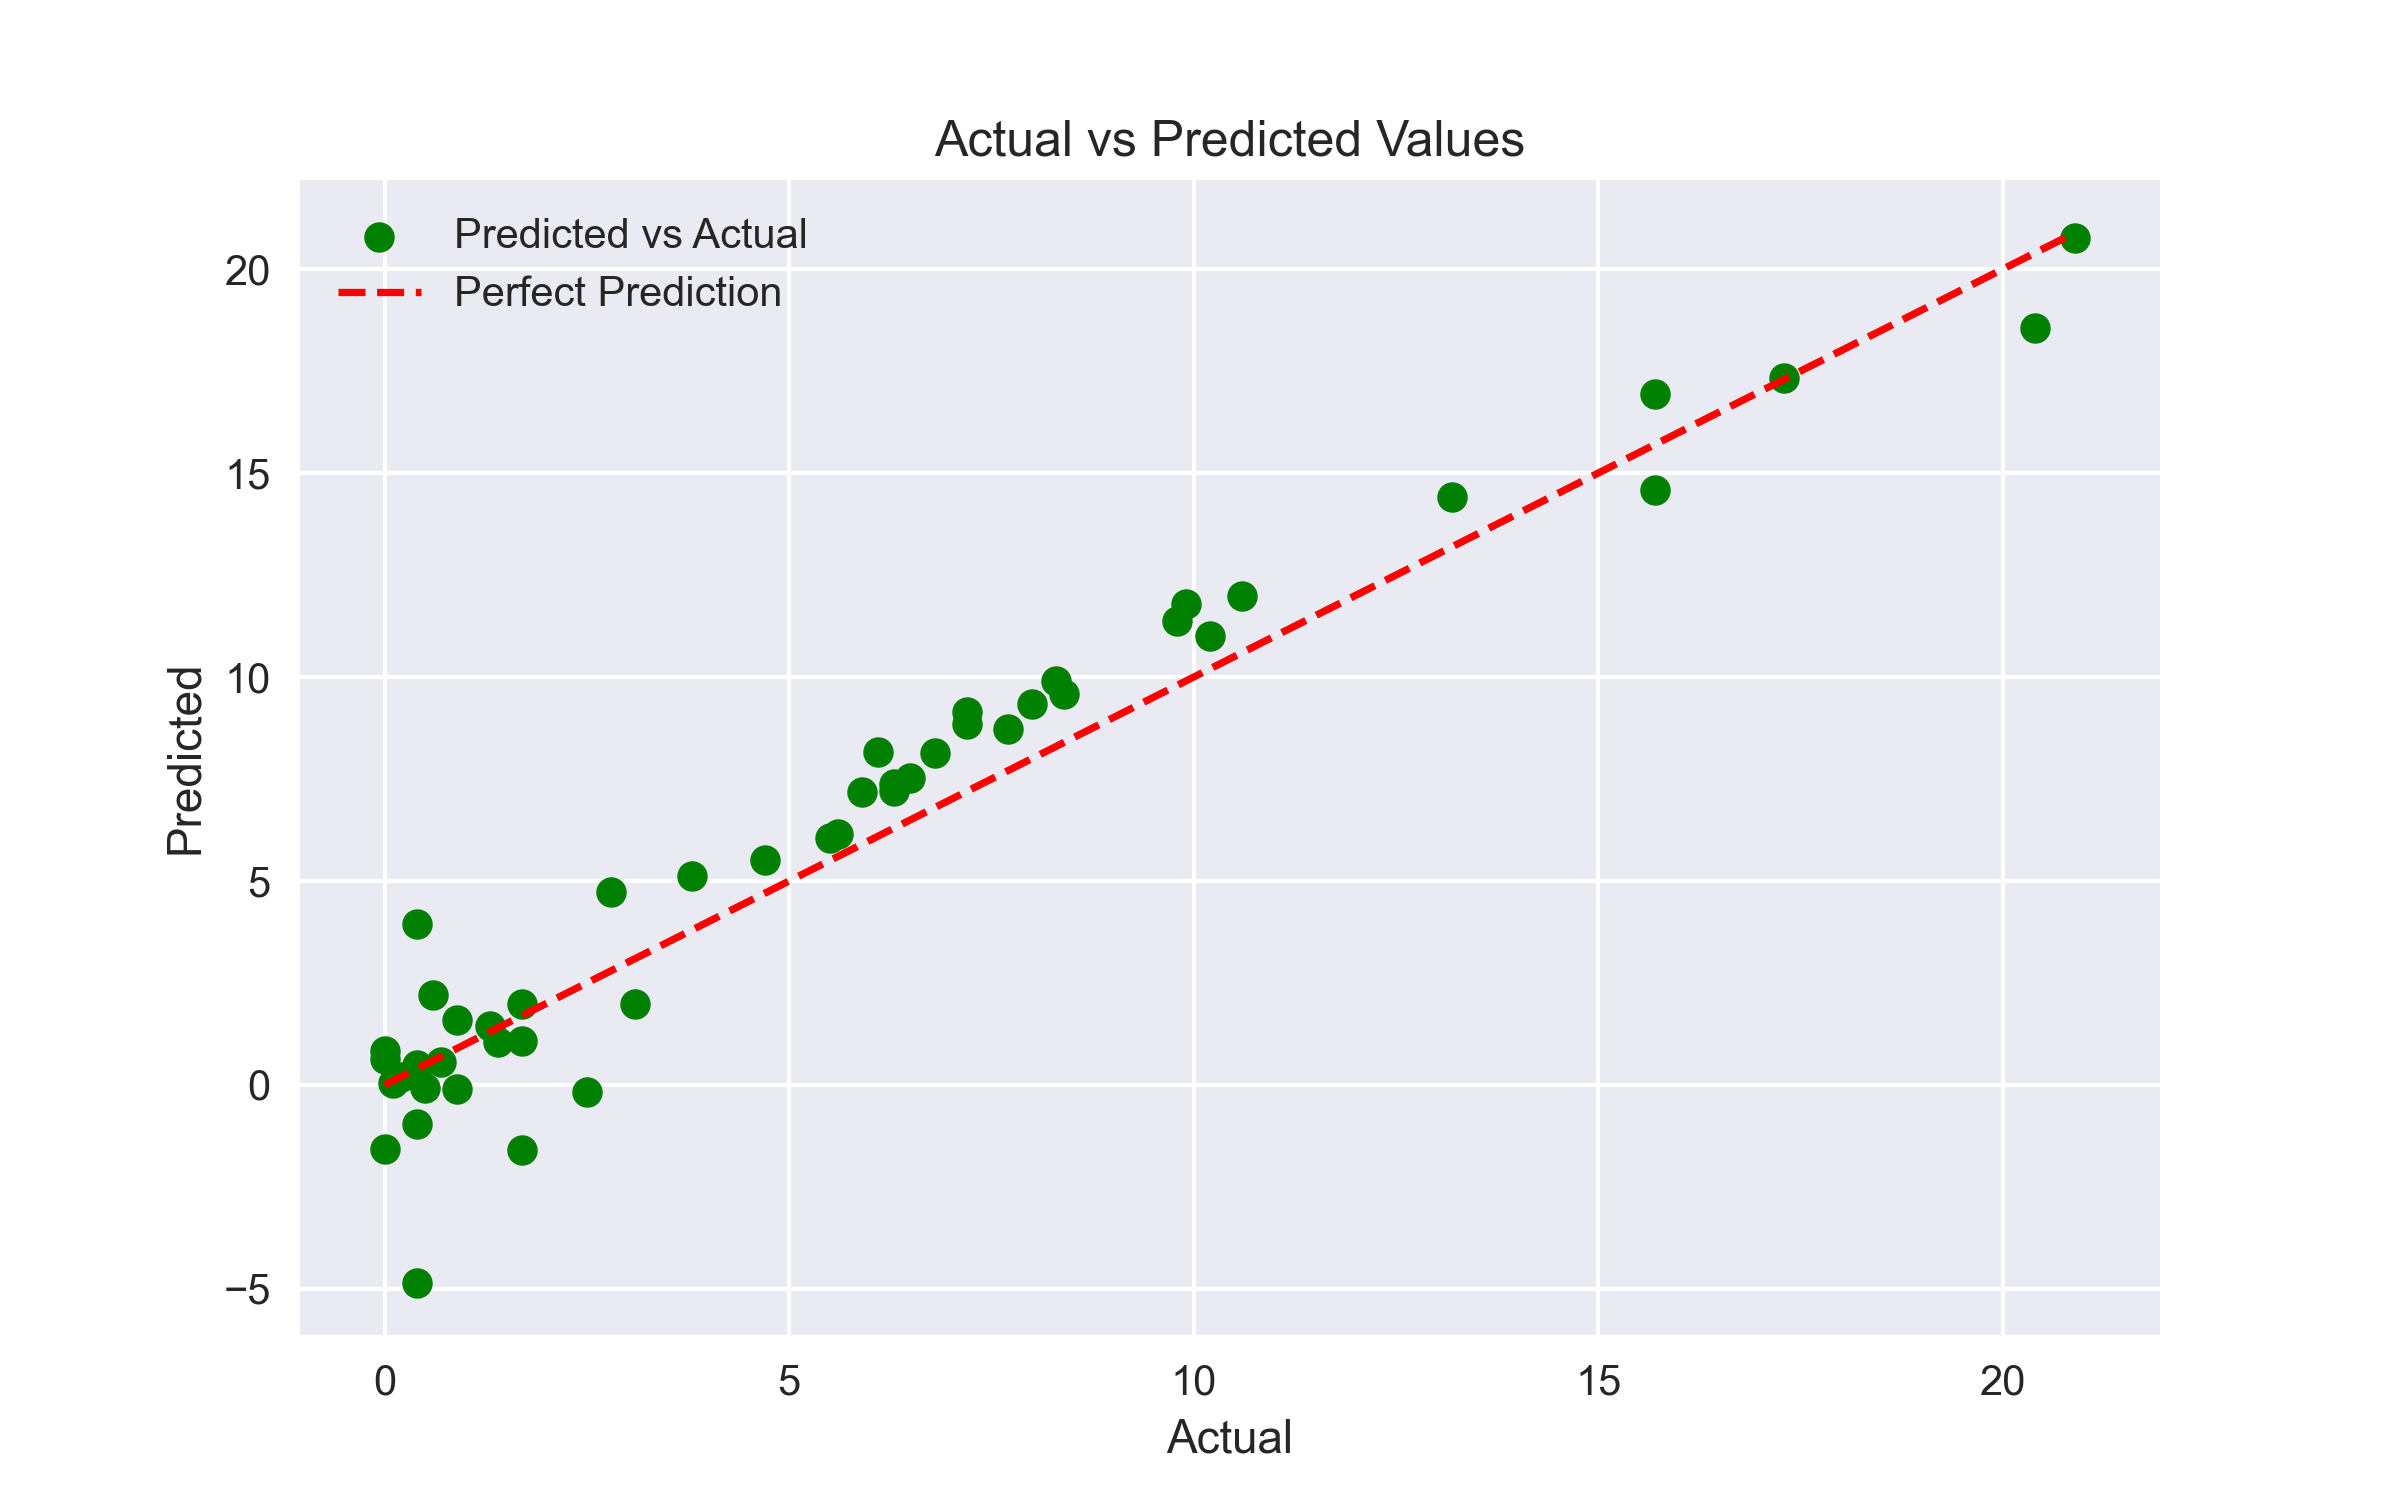 Actual vs Predicted Values
Predicted vs Actual
Perfect Prediction
20
15
10
5
0
−5
Predicted
0 5 10 15 20
Actual